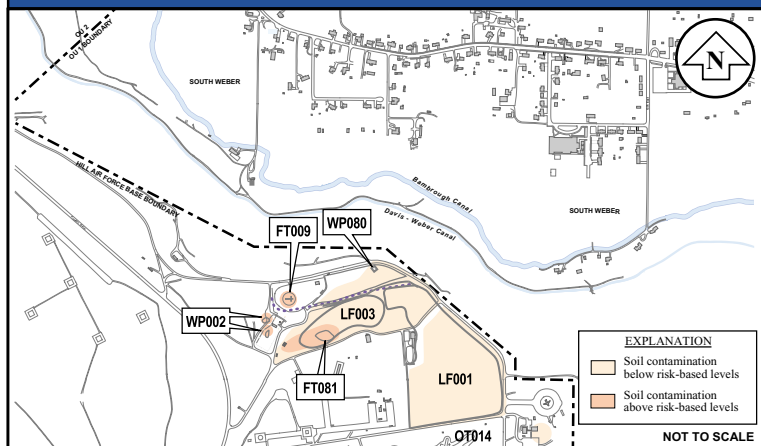 OU 2
OU 1 BOUNDARY
N
SOUTH WEBER
HILL AIR FORCE BASE BOUNDARY
Bambrough Canal
Davis - Weber Canal
SOUTH WEBER
FT009
WP080
WP002
LF003
FT081
LF001
OT014
EXPLANATION
Soil contamination
below risk-based levels
Soil contamination
above risk-based levels
NOT TO SCALE